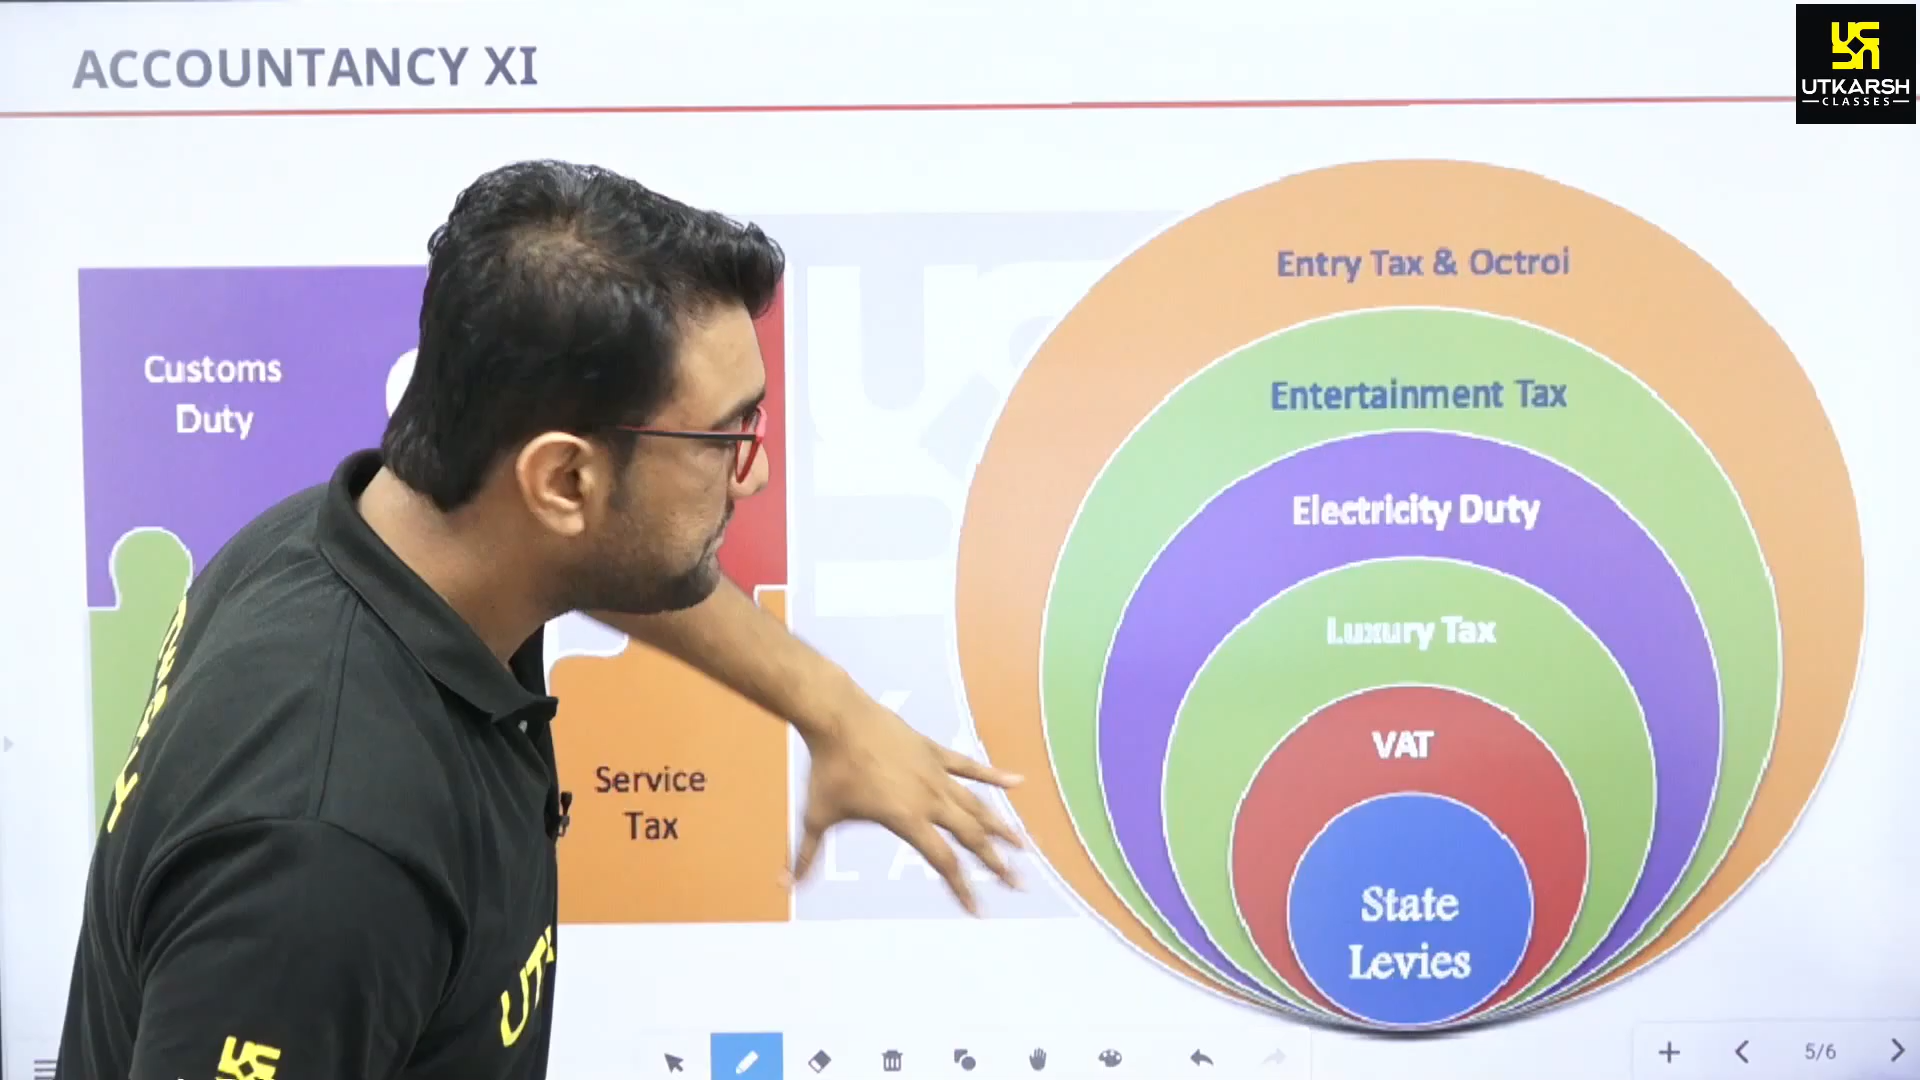 ACCOUNTANCY XI
UTKARSH
CLASSES
Customs
Duty
Service
Tax
Entry Tax & Octroi
Entertainment Tax
Electricity Duty
Luxury Tax
VAT
State
Levies
5/6